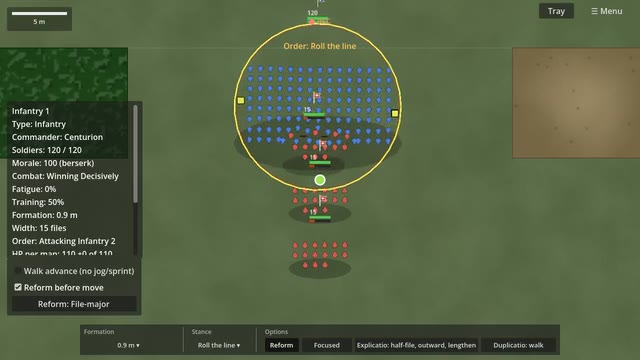 120
Tray
☰ Menu
5 m
Order: Roll the line
Infantry 1
Type: Infantry
Commander: Centurion
Soldiers: 120 / 120
Morale: 100 (berserk)
Combat: Winning Decisively
Fatigue: 0%
Training: 50%
Formation: 0.9 m
Width: 15 files
Order: Attacking Infantry 2
HP per man: 110 +0 of 110
15
15
15
Walk advance (no jog/sprint)
Reform before move
Reform: File-major
Formation
Stance
Options
0.9 m ▾
Roll the line ▾
Reform
Focused
Explicatio: half-file, outward, lengthen
Duplicatio: walk